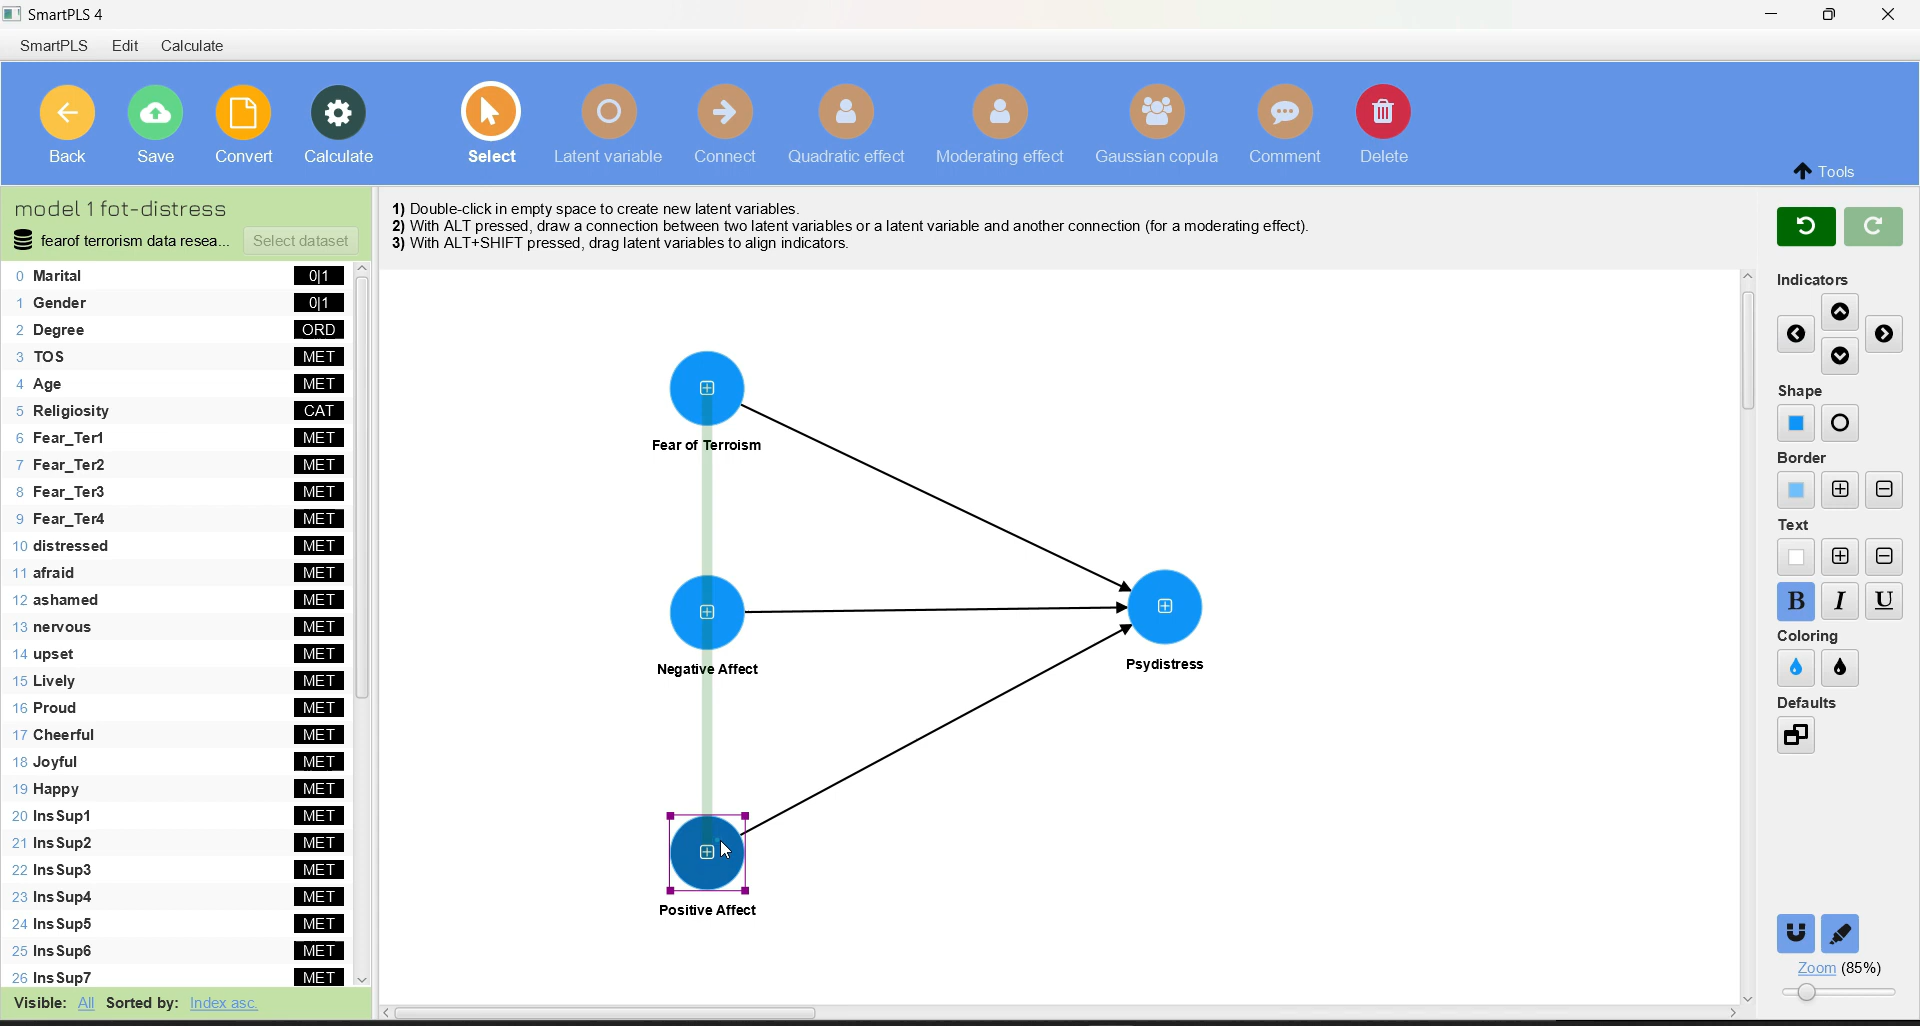 SmartPLS 4
SmartPLS Edit Calculate
Back Save Convert Calculate Select Latent variable Connect Quadratic effect Moderating effect Gaussian copula Comment Delete
Tools
model 1 fot-distress
fearof terrorism data resea... Select dataset
1) Double-click in empty space to create new latent variables.
2) With ALT pressed, draw a connection between two latent variables or a latent variable and another connection (for a moderating effect).
3) With ALT+SHIFT pressed, drag latent variables to align indicators.
0 Marital 0|1
1 Gender 0|1
2 Degree ORD
3 TOS MET
4 Age MET
5 Religiosity CAT
6 Fear_Ter1 MET
7 Fear_Ter2 MET
8 Fear_Ter3 MET
9 Fear_Ter4 MET
10 distressed MET
11 afraid MET
12 ashamed MET
13 nervous MET
14 upset MET
15 Lively MET
16 Proud MET
17 Cheerful MET
18 Joyful MET
19 Happy MET
20 InsSup1 MET
21 InsSup2 MET
22 InsSup3 MET
23 InsSup4 MET
24 InsSup5 MET
25 InsSup6 MET
26 InsSup7 MET
Visible: All Sorted by: Index asc.
Fear of Terroism
Negative Affect
Psydistress
Positive Affect
Indicators
Shape
Border
Text
B I U
Coloring
Defaults
Zoom (85%)